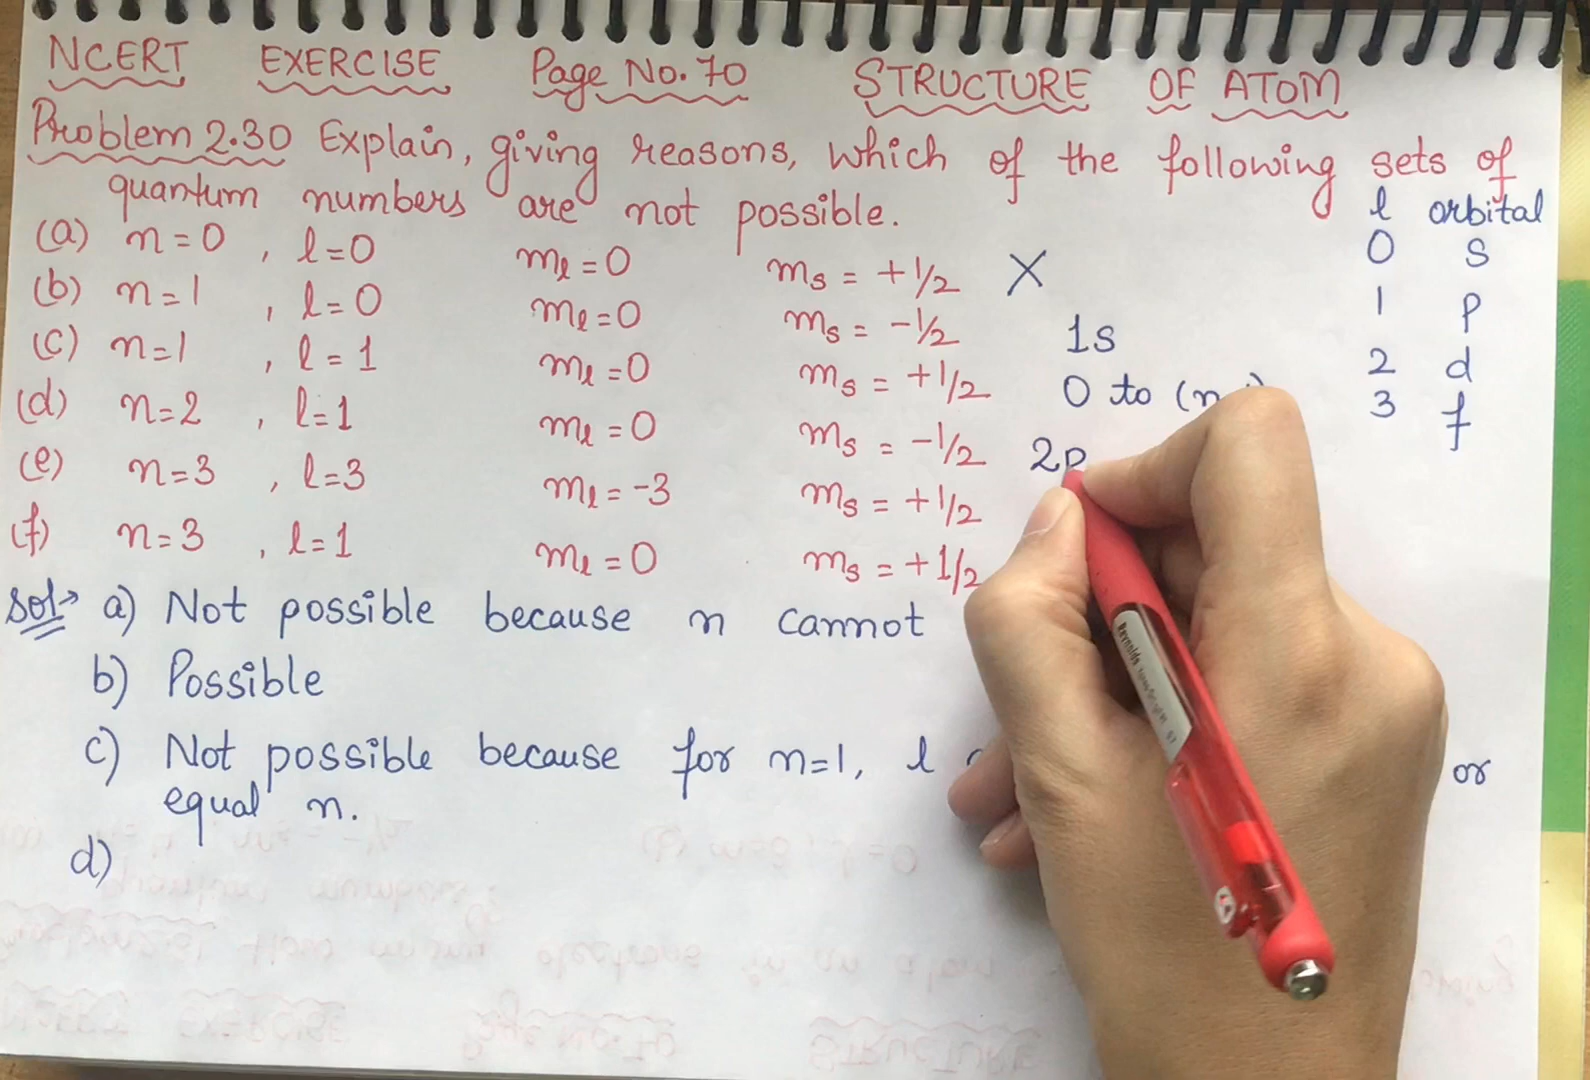 NCERT EXERCISE Page No. 70 STRUCTURE OF ATOM
Problem 2.30 Explain, giving reasons, which of the following sets of
quantum numbers are not possible.
(a) n=0 , l=0 mₗ=0 mₛ = +1/2 X
(b) n=1 , l=0 mₗ=0 mₛ = -1/2 1s
(c) n=1 , l=1 mₗ=0 mₛ = +1/2 0 to (n
(d) n=2 , l=1 mₗ=0 mₛ = -1/2 2p
(e) n=3 , l=3 mₗ=-3 mₛ = +1/2
(f) n=3 , l=1 mₗ=0 mₛ = +1/2
l orbital
0 s
1 p
2 d
3 f
Sol→ a) Not possible because n cannot
b) Possible
c) Not possible because for n=1, l or
equal n.
d)
Reynolds